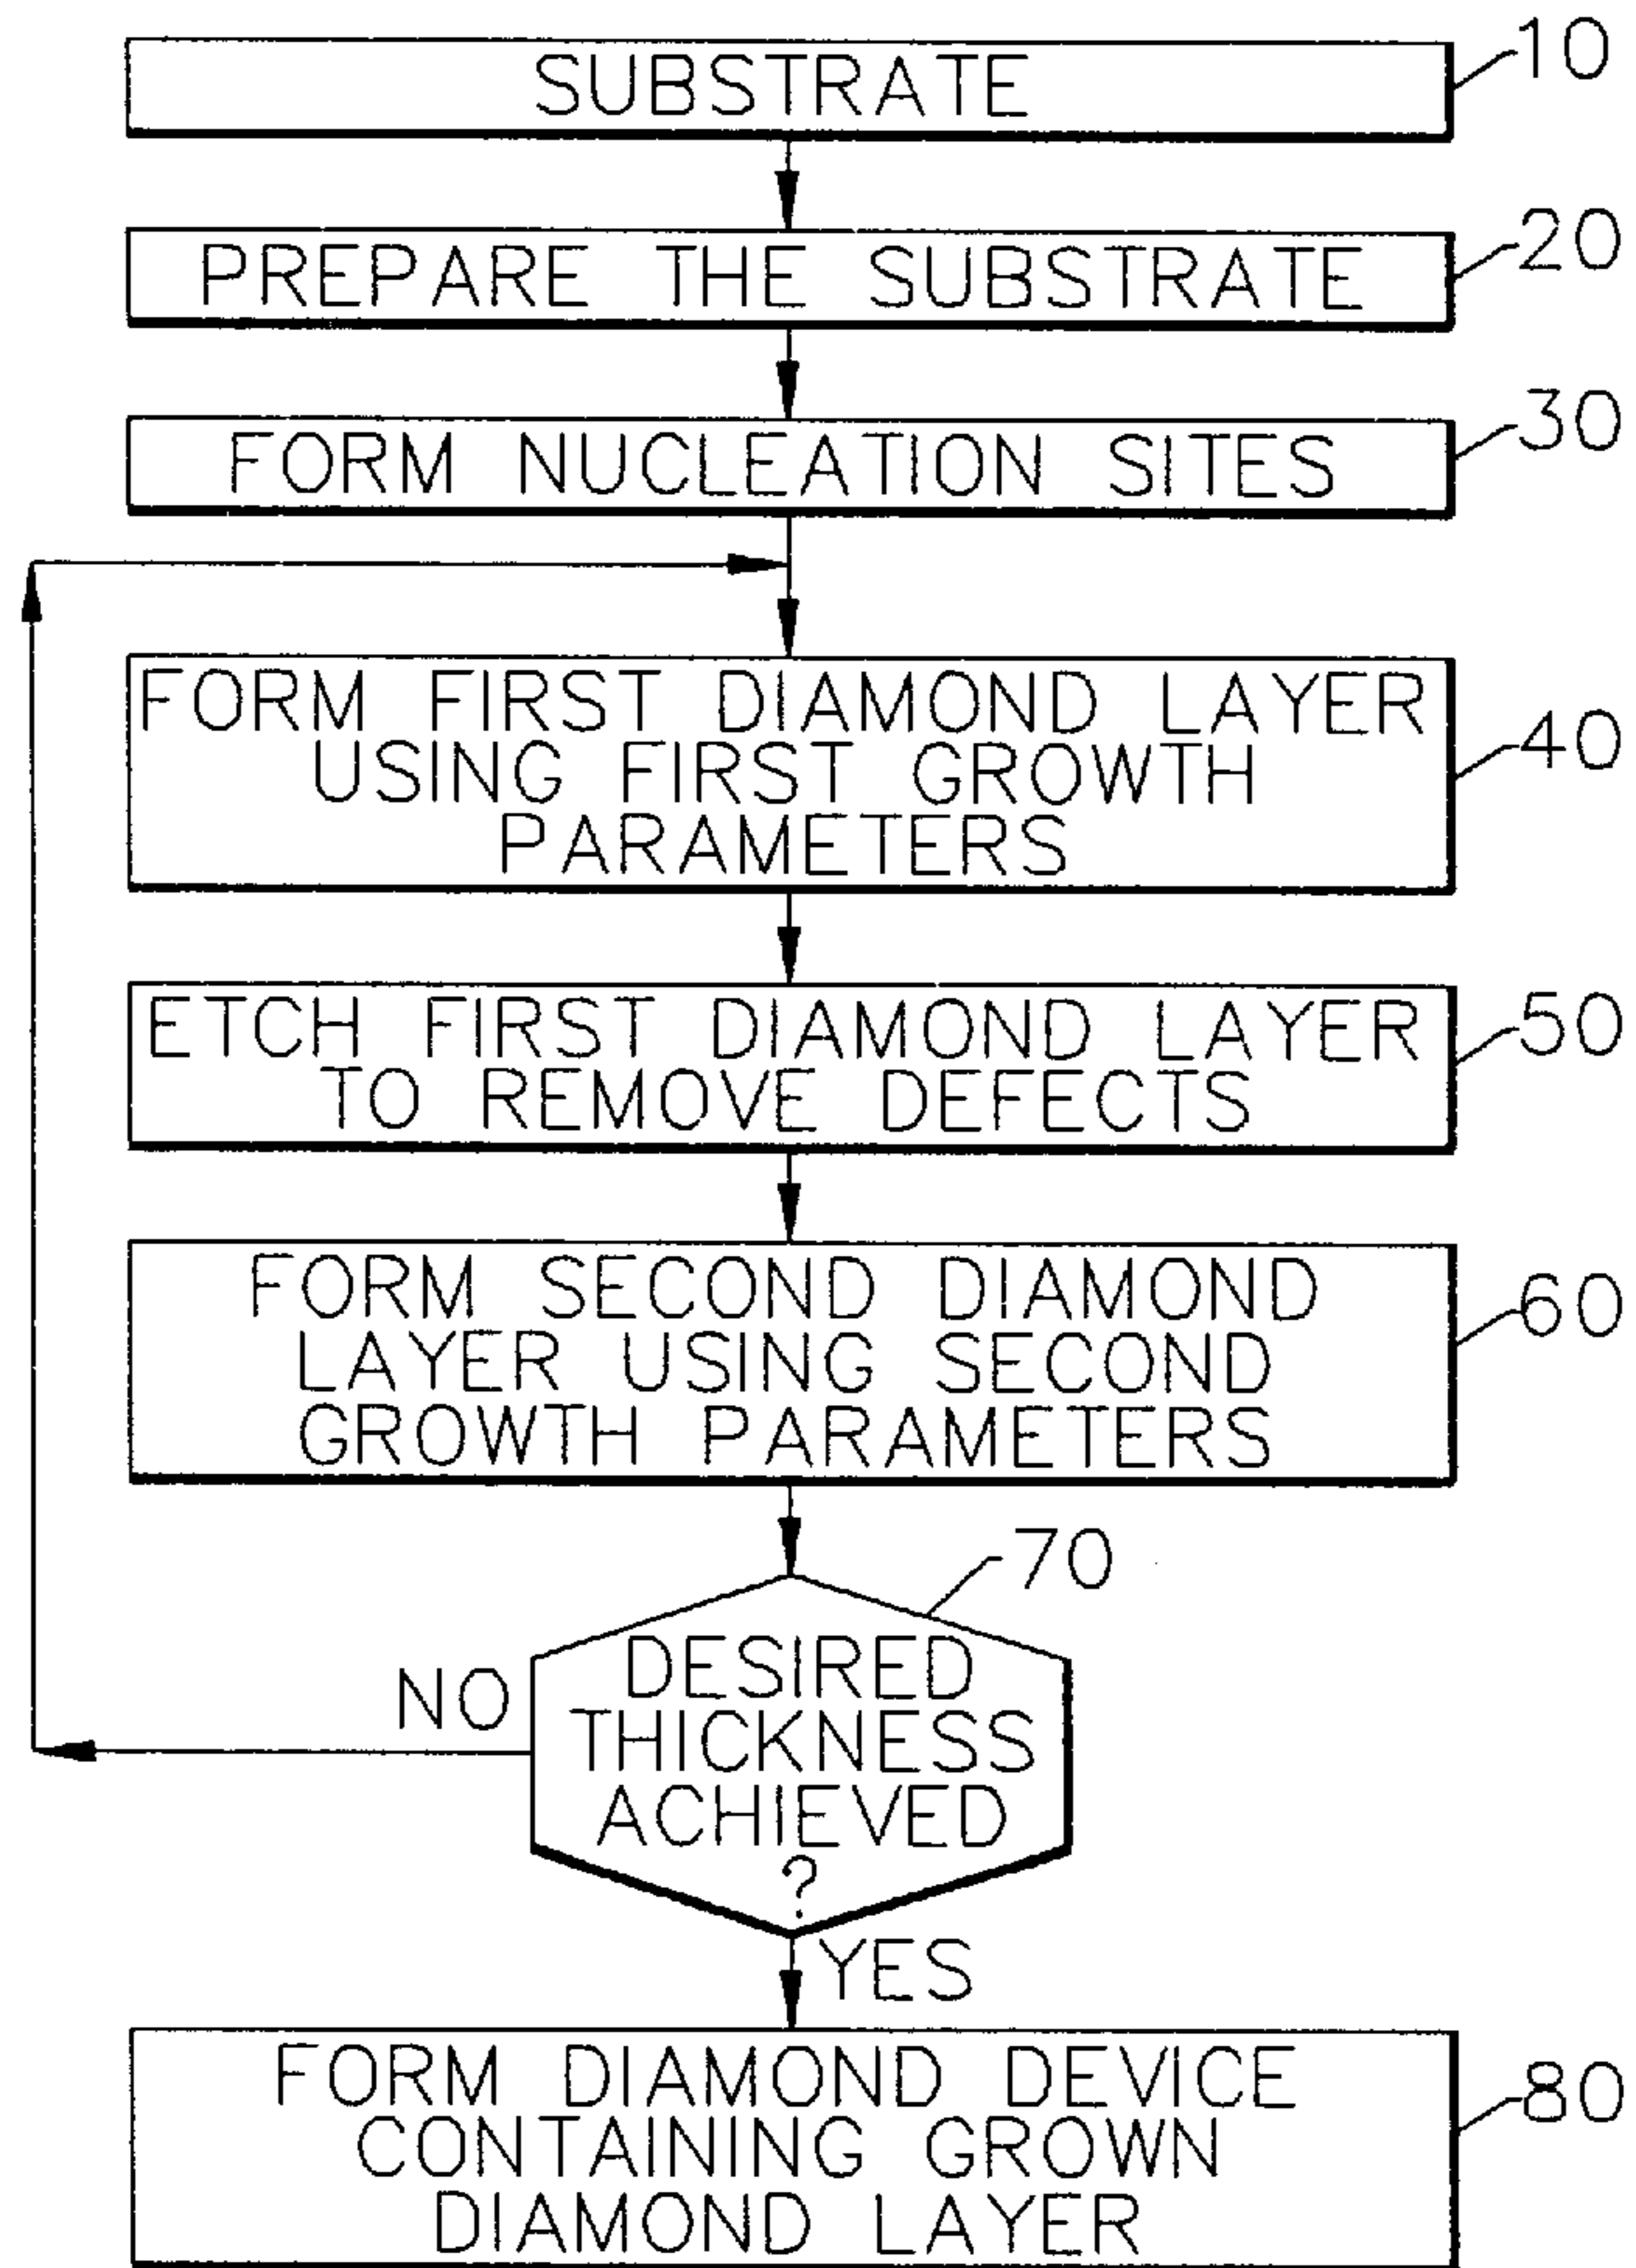 SUBSTRATE
10
PREPARE THE SUBSTRATE
20
FORM NUCLEATION SITES
30
FORM FIRST DIAMOND LAYER
USING FIRST GROWTH
PARAMETERS
40
ETCH FIRST DIAMOND LAYER
TO REMOVE DEFECTS
50
FORM SECOND DIAMOND
LAYER USING SECOND
GROWTH PARAMETERS
60
70
DESIRED
THICKNESS
ACHIEVED
?
NO
YES
FORM DIAMOND DEVICE
CONTAINING GROWN
DIAMOND LAYER
80